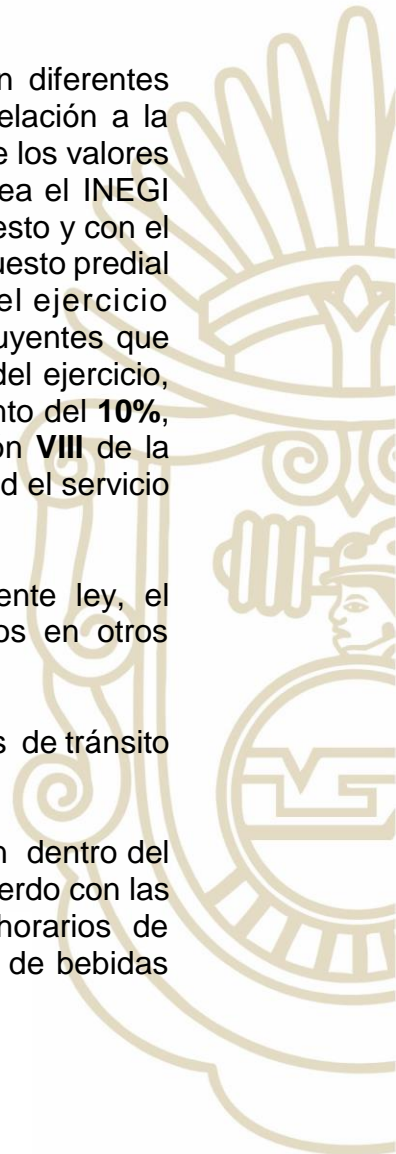 n diferentes
elación a la
e los valores
ea el INEGI
esto y con el
uesto predial
el ejercicio
uyentes que
del ejercicio,
nto del 10%,
on VIII de la
d el servicio
ente ley, el
os en otros
s de tránsito
n dentro del
erdo con las
horarios de
de bebidas